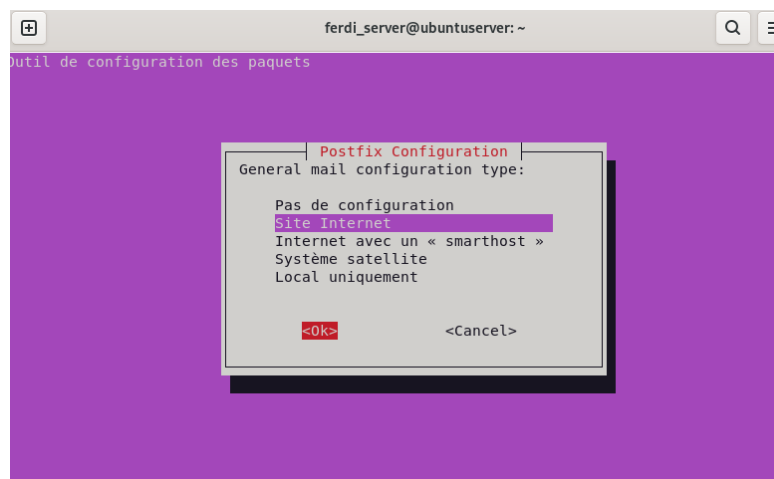 ferdi_server@ubuntuserver: ~
Outil de configuration des paquets
Postfix Configuration
General mail configuration type:
Pas de configuration
Site Internet
Internet avec un « smarthost »
Système satellite
Local uniquement
<Ok> <Cancel>